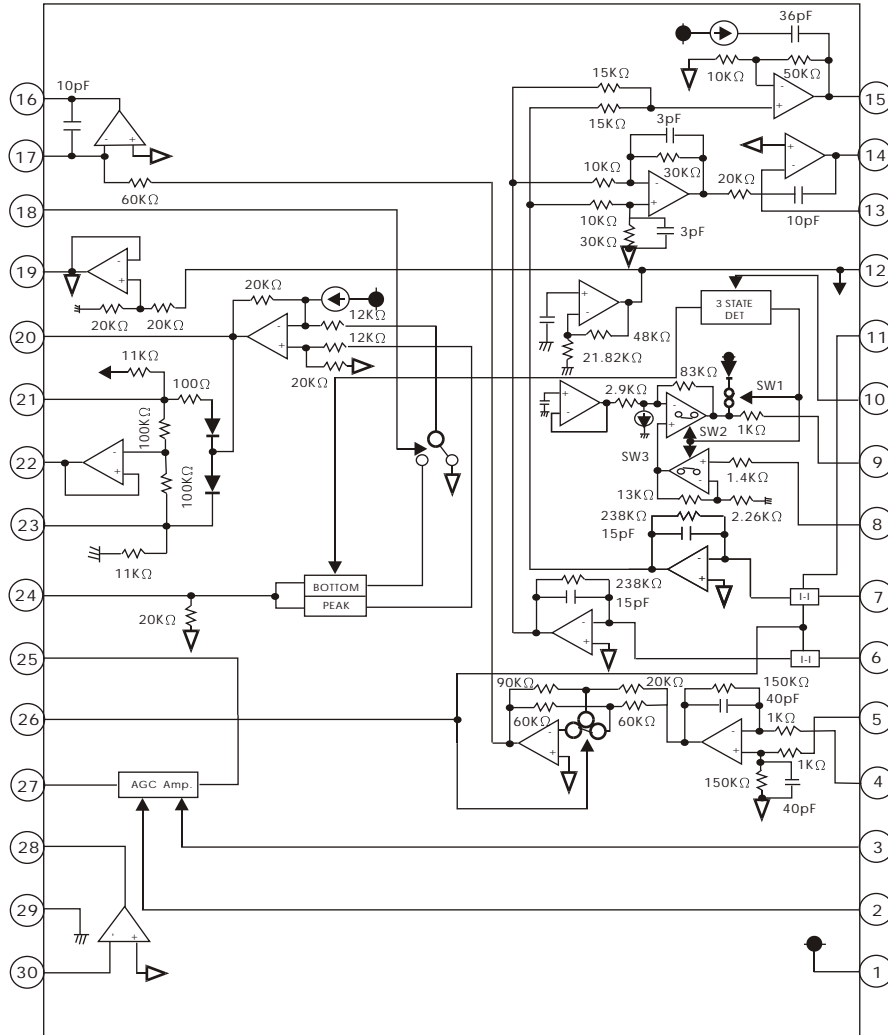 36pF
10KΩ
50KΩ
15KΩ
15KΩ
16
10pF
-
+
17
60KΩ
18
-
+
15
3pF
10KΩ
30KΩ
-
+
20KΩ
+
-
14
10pF
13
10KΩ
30KΩ
3pF
19
-
+
20KΩ
20KΩ
12
20
20KΩ
12KΩ
-
+
12KΩ
20KΩ
+
-
48KΩ
21.82KΩ
3 STATE
DET
11
11KΩ
21
100Ω
100KΩ
22
-
+
100KΩ
23
11KΩ
83KΩ
SW1
10
+
-
2.9KΩ
-
+
SW2
1KΩ
9
SW3
+
-
1.4KΩ
13KΩ
2.26KΩ
8
238KΩ
15pF
-
+
24
20KΩ
BOTTOM
PEAK
I-I
7
238KΩ
15pF
-
+
I-I
6
25
26
90KΩ
20KΩ
60KΩ
60KΩ
-
+
150KΩ
40pF
1KΩ
5
-
+
1KΩ
4
150KΩ
40pF
27
AGC Amp.
28
3
29
2
+
30
1